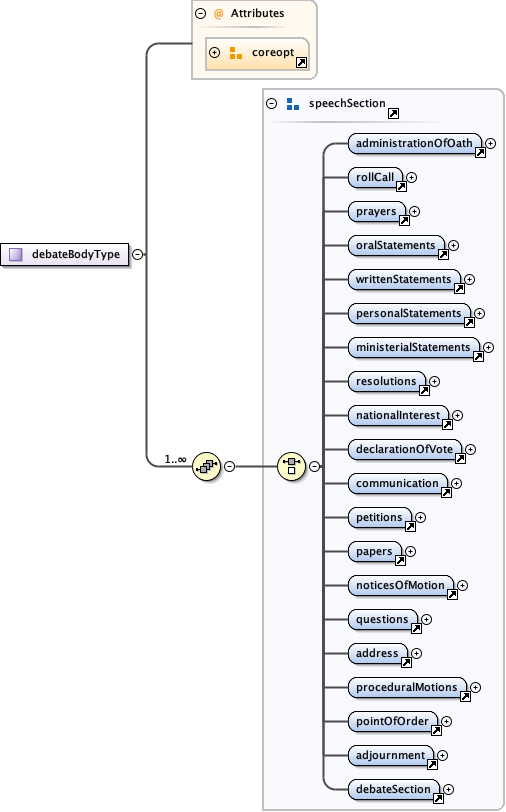 @ Attributes
coreopt
speechSection
administrationOfOath
rollCall
prayers
oralStatements
debateBodyType
writtenStatements
personalStatements
ministerialStatements
resolutions
nationalInterest
declarationOfVote
1..∞
communication
petitions
papers
noticesOfMotion
questions
address
proceduralMotions
pointOfOrder
adjournment
debateSection